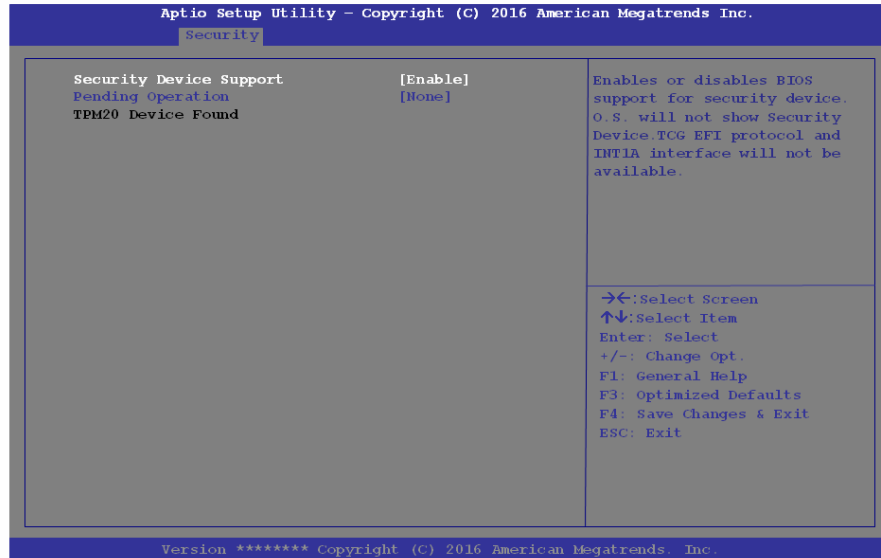 Aptio Setup Utility – Copyright (C) 2016 American Megatrends Inc.
Security
Security Device Support [Enable]
Pending Operation [None]
TPM20 Device Found
Enables or disables BIOS
support for security device.
O.S. will not show Security
Device.TCG EFI protocol and
INT1A interface will not be
available.
→←:Select Screen
↑↓:Select Item
Enter: Select
+/-: Change Opt.
F1: General Help
F3: Optimized Defaults
F4: Save Changes & Exit
ESC: Exit
Version ******** Copyright (C) 2016 American Megatrends. Inc.